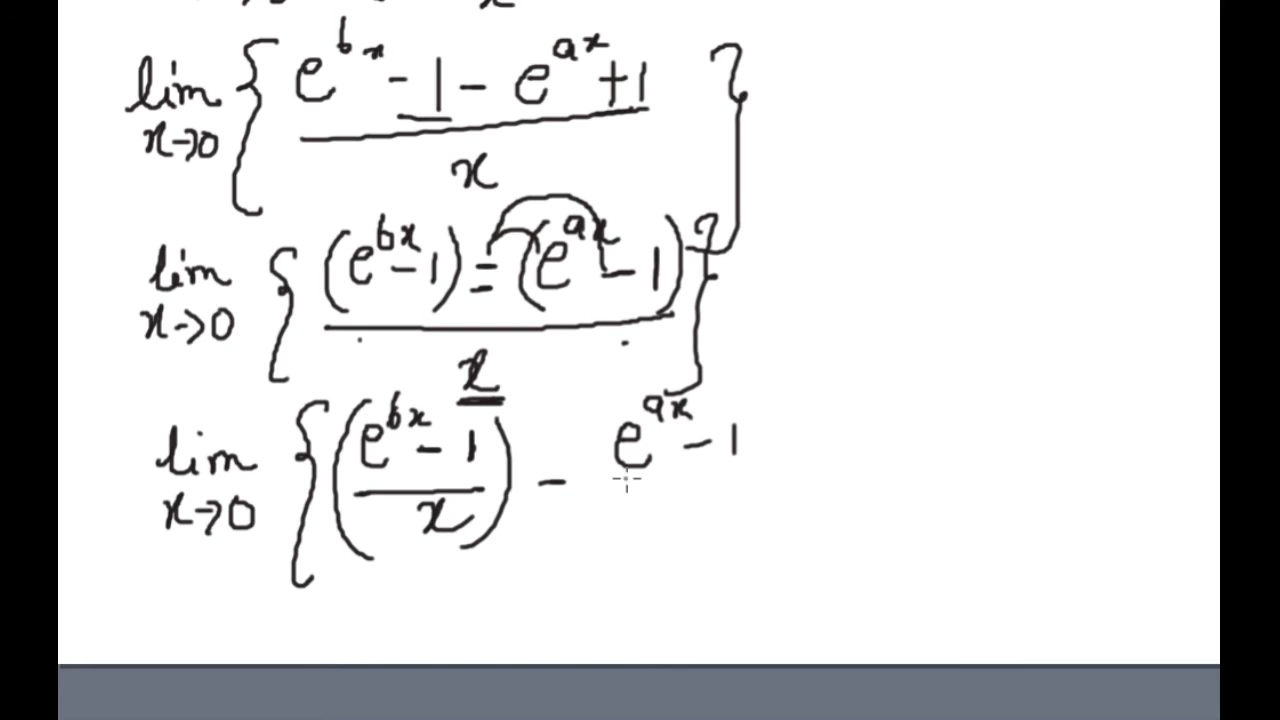 lim x→0 { (e^{bx} - 1 - e^{ax} + 1) / x }
lim x→0 { ((e^{bx} - 1) - (e^{ax} - 1)) / x }
lim x→0 { ((e^{bx} - 1) / x) - e^{ax} - 1